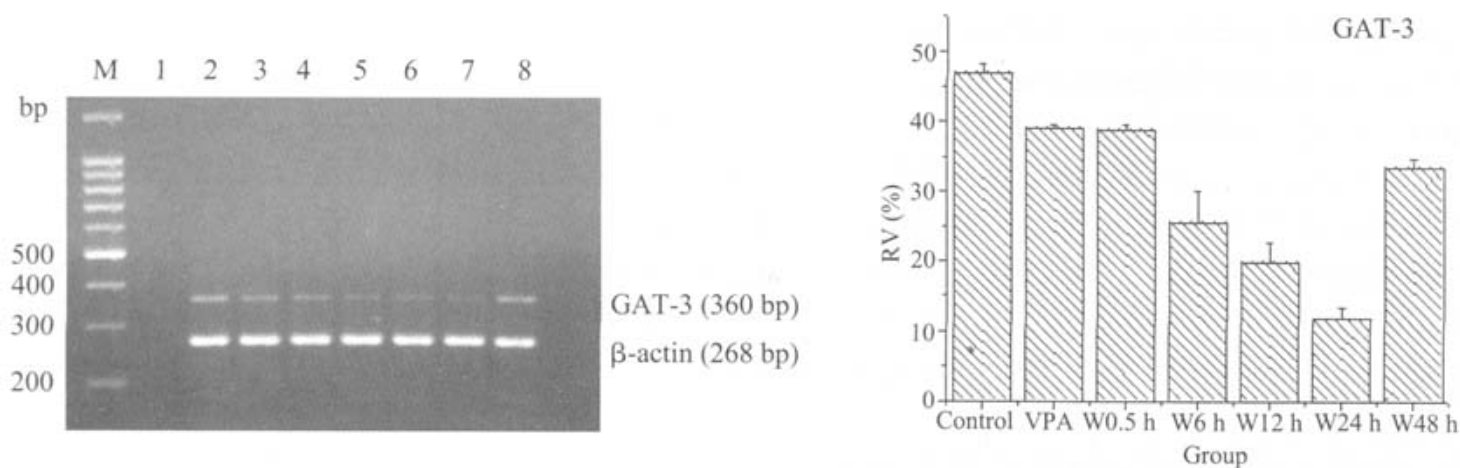 M 1 2 3 4 5 6 7 8
bp
500
400
300
200
GAT-3 (360 bp)
β-actin (268 bp)
GAT-3
50
40
30
20
10
0
RV (%)
Control VPA W0.5 h W6 h W12 h W24 h W48 h
Group